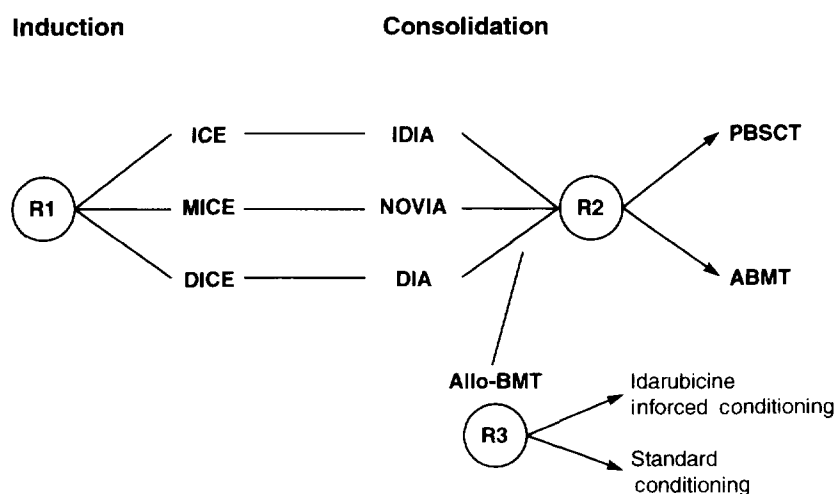 Induction
Consolidation
ICE
IDIA
PBSCT
R1
MICE
NOVIA
R2
DICE
DIA
ABMT
Allo-BMT
Idarubicine
inforced conditioning
R3
Standard
conditioning